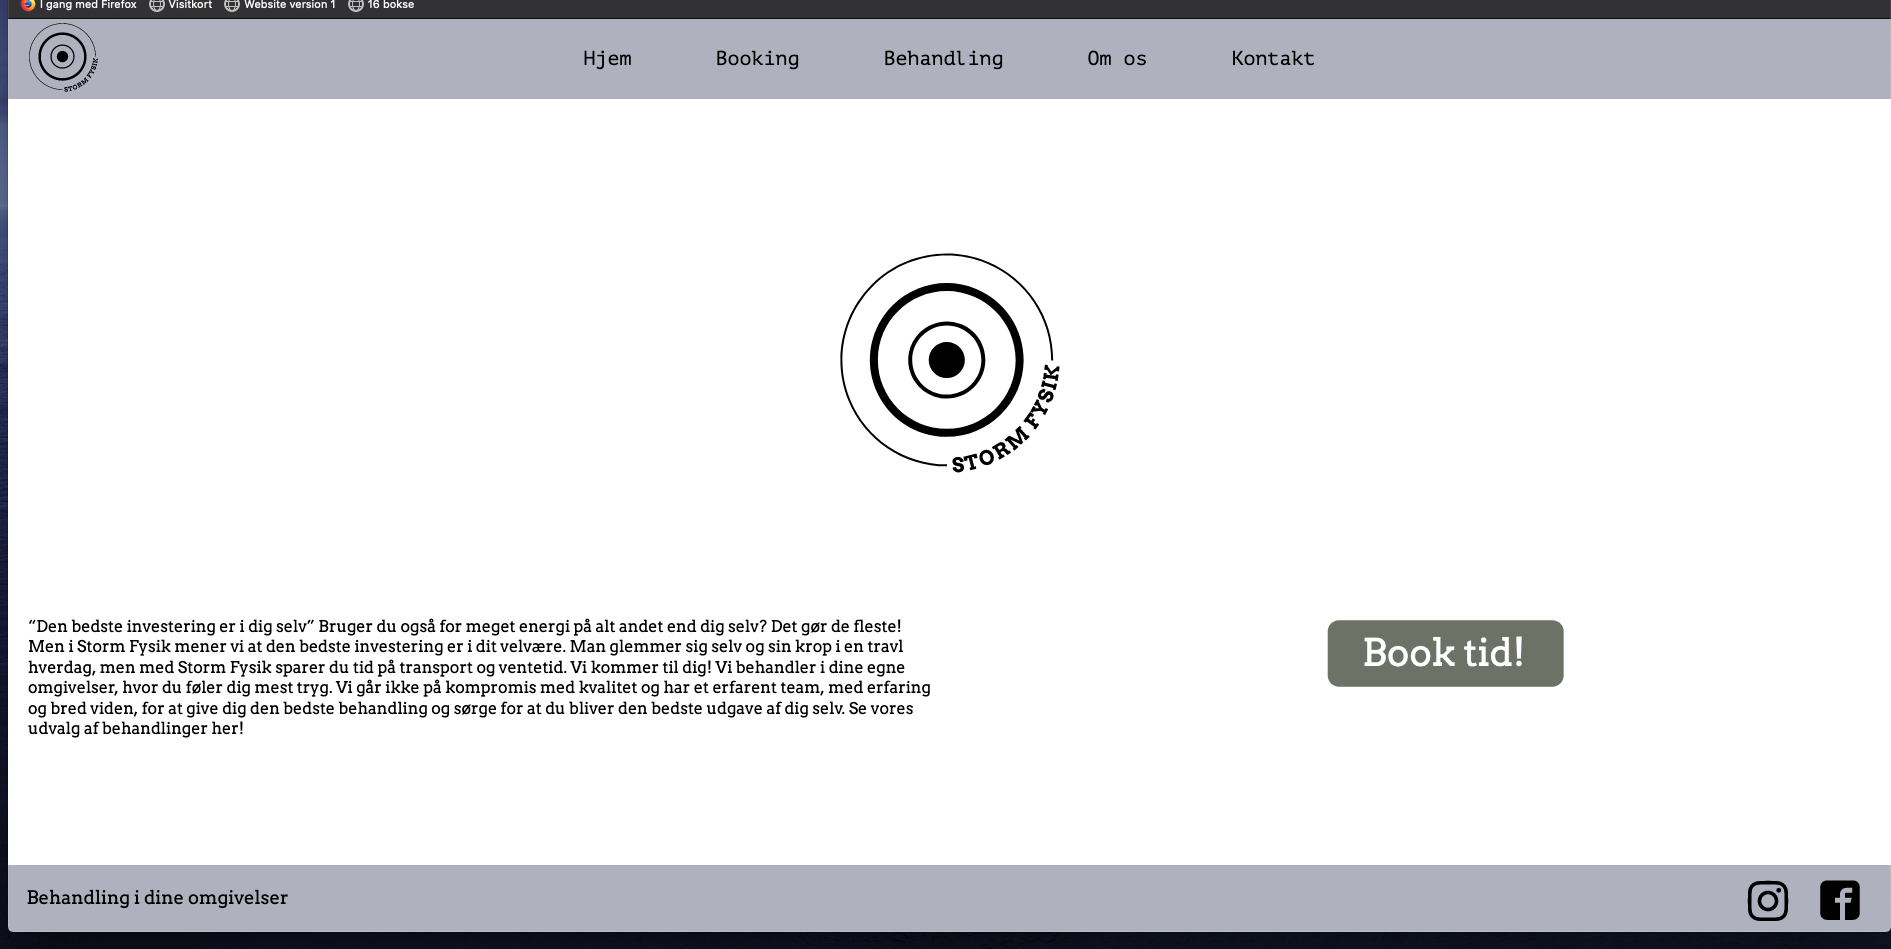 I gang med Firefox Visitkort Website version 1 16 bokse
STORM FYSIK
Hjem Booking Behandling Om os Kontakt
STORM FYSIK
“Den bedste investering er i dig selv” Bruger du også for meget energi på alt andet end dig selv? Det gør de fleste!
Men i Storm Fysik mener vi at den bedste investering er i dit velvære. Man glemmer sig selv og sin krop i en travl
hverdag, men med Storm Fysik sparer du tid på transport og ventetid. Vi kommer til dig! Vi behandler i dine egne
omgivelser, hvor du føler dig mest tryg. Vi går ikke på kompromis med kvalitet og har et erfarent team, med erfaring
og bred viden, for at give dig den bedste behandling og sørge for at du bliver den bedste udgave af dig selv. Se vores
udvalg af behandlinger her!
Book tid!
Behandling i dine omgivelser